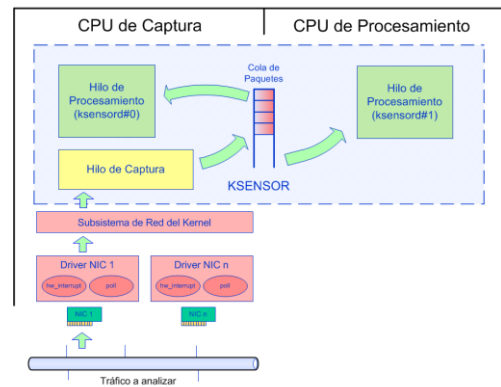 CPU de Captura
CPU de Procesamiento
Hilo de
Procesamiento
(ksensord#0)
Cola de
Paquetes
Hilo de
Procesamiento
(ksensord#1)
Hilo de Captura
KSENSOR
Subsistema de Red del Kernel
Driver NIC 1
Driver NIC n
hw_interrupt
poll
hw_interrupt
poll
NIC 1
NIC n
Tráfico a analizar